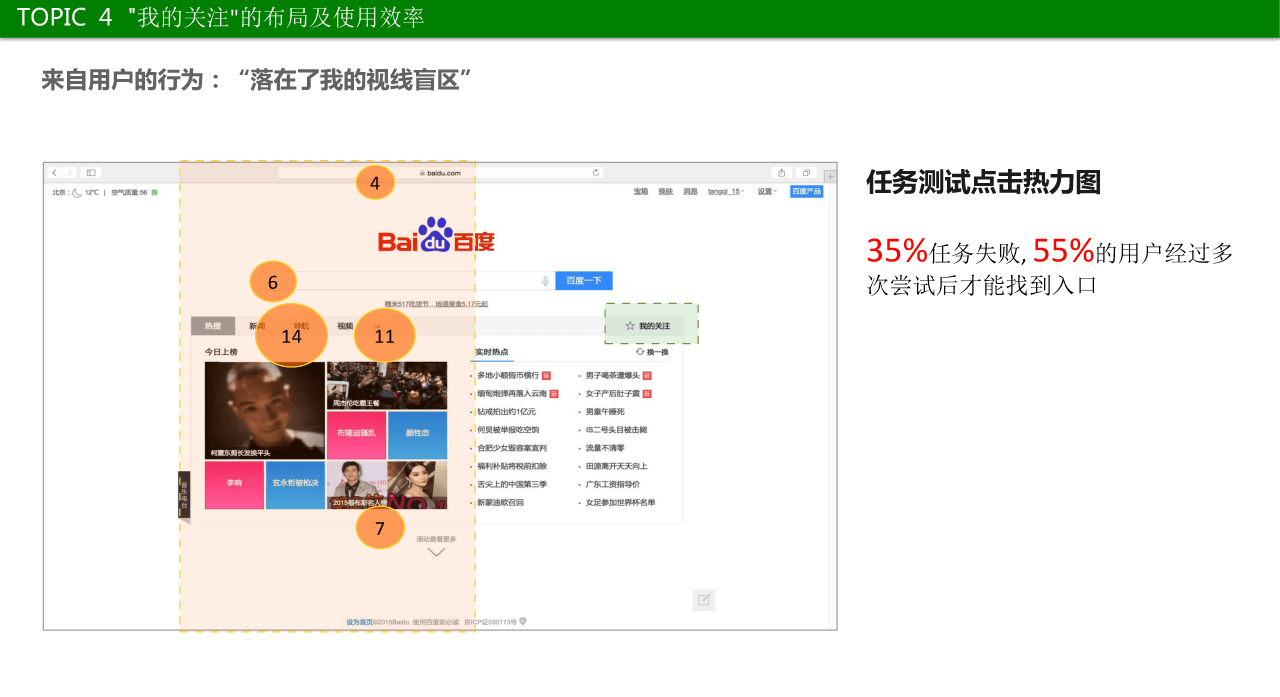 TOPIC 4 "我的关注"的布局及使用效率
来自用户的行为：“落在了我的视线盲区”
baidu.com
4
北京: 12℃ | 空气质量:56 良
宝箱 换肤 消息 tangqi_15 设置 百度产品
任务测试点击热力图
Bai du 百度
35%任务失败, 55%的用户经过多
次尝试后才能找到入口
6
百度一下
糯米517吃货节，地道美食5.17元起
热搜 新闻 导航 视频
我的关注
14
11
今日上榜
实时热点
换一换
多地小额假币横行
男子喝茶遭爆头
缅甸炮弹再落入云南
女子产后肚子震
周杰伦吃霸王餐
钻戒拍出约1亿元
男童午睡死
布隆迪骚乱
颜性恋
何炅被举报吃空饷
IS二号头目被击毙
柯震东剪长发换平头
合肥少女毁容案宣判
流量不清零
福利补贴将税前扣除
田源离开天天向上
李响
玄永哲被枪决
音乐电台
舌尖上的中国第三季
广东工资指导价
2015福布斯名人榜
NO.1
新蒙迪欧召回
女足参加世界杯名单
7
滚动查看更多
设为首页©2015Baidu 使用百度前必读 京ICP证030173号